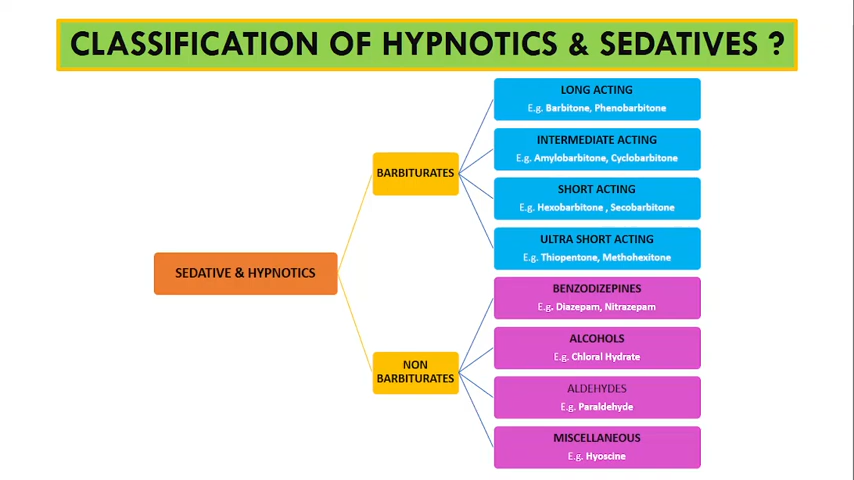 CLASSIFICATION OF HYPNOTICS & SEDATIVES ?
SEDATIVE & HYPNOTICS
BARBITURATES
LONG ACTING
E.g. Barbitone, Phenobarbitone
INTERMEDIATE ACTING
E.g. Amylobarbitone, Cyclobarbitone
SHORT ACTING
E.g. Hexobarbitone , Secobarbitone
ULTRA SHORT ACTING
E.g. Thiopentone, Methohexitone
NON
BARBITURATES
BENZODIZEPINES
E.g. Diazepam, Nitrazepam
ALCOHOLS
E.g. Chloral Hydrate
ALDEHYDES
E.g. Paraldehyde
MISCELLANEOUS
E.g. Hyoscine